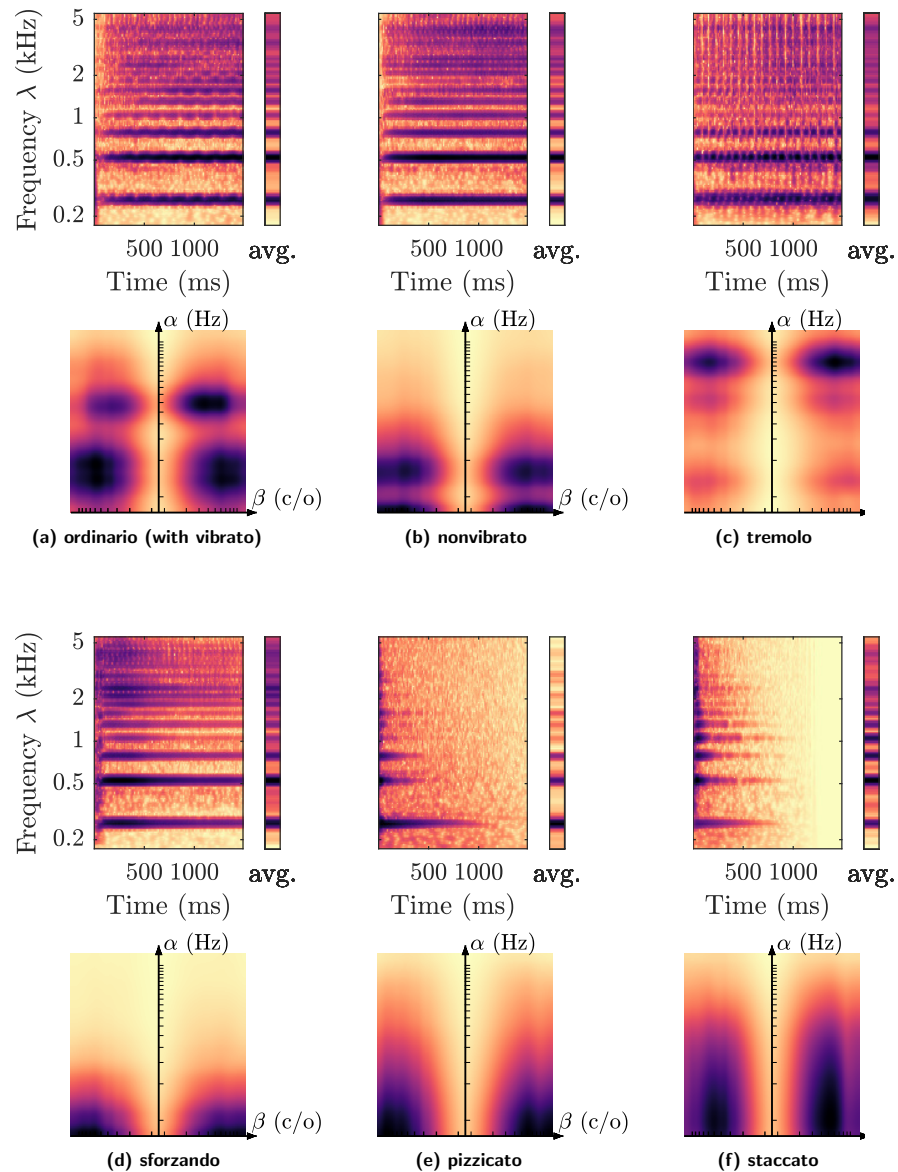 Frequency λ (kHz)
5
2
1
0.5
0.2
500 1000 avg.
Time (ms)
500 1000 avg.
Time (ms)
1000 avg.
Time (ms)
α (Hz)
α (Hz)
α (Hz)
β (c/o)
β (c/o)
(a) ordinario (with vibrato)
(b) nonvibrato
(c) tremolo
Frequency λ (kHz)
5
2
1
0.5
0.2
500 1000 avg.
Time (ms)
500 1000 avg.
Time (ms)
1000 avg.
Time (ms)
α (Hz)
α (Hz)
α (Hz)
β (c/o)
β (c/o)
(d) sforzando
(e) pizzicato
(f) staccato